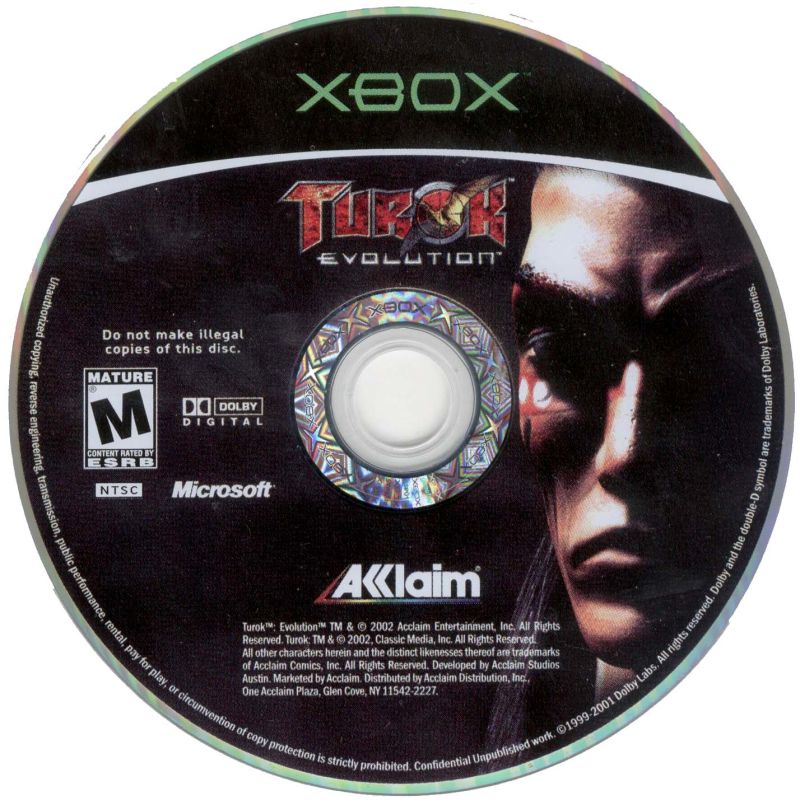 XBOX™
TUROK™
EVOLUTION™
XBOX
XBOX
XBOX
Do not make illegal
copies of this disc.
MATURE
®
M
CONTENT RATED BY
ESRB
DOLBY
DIGITAL
NTSC
Microsoft®
AKKlaim®
Turok™: Evolution™ TM & © 2002 Acclaim Entertainment, Inc. All Rights
Reserved. Turok: TM & © 2002, Classic Media, Inc. All Rights Reserved.
All other characters herein and the distinct likenesses thereof are trademarks
of Acclaim Comics, Inc. All Rights Reserved. Developed by Acclaim Studios
Austin. Marketed by Acclaim. Distributed by Acclaim Distribution, Inc.,
One Acclaim Plaza, Glen Cove, NY 11542-2227.
Unauthorized copying, reverse engineering, transmission, public performance, rental, pay for play, or circumvention of copy protection is strictly prohibited. Confidential Unpublished work. ©1999-2001 Dolby Labs. All rights reserved. Dolby and the double-D symbol are trademarks of Dolby Laboratories.